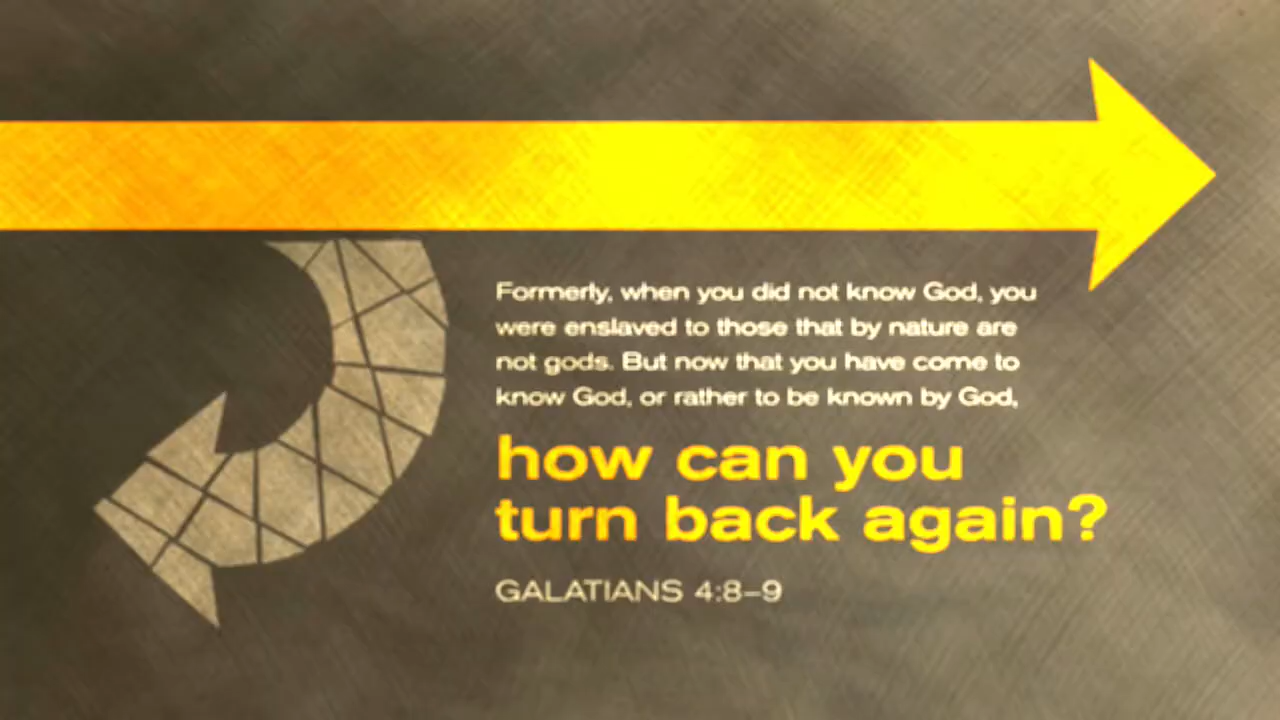 Formerly, when you did not know God, you
were enslaved to those that by nature are
not gods. But now that you have come to
know God, or rather to be known by God,
how can you
turn back again?
GALATIANS 4:8–9